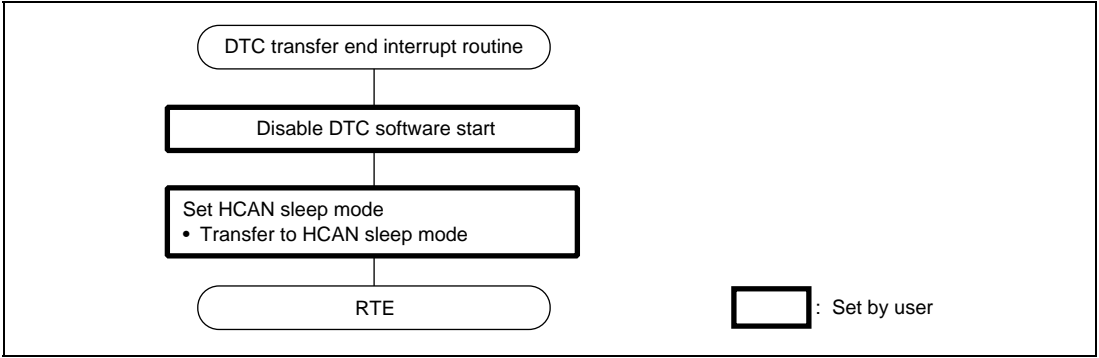 DTC transfer end interrupt routine
Disable DTC software start
Set HCAN sleep mode
• Transfer to HCAN sleep mode
RTE
: Set by user